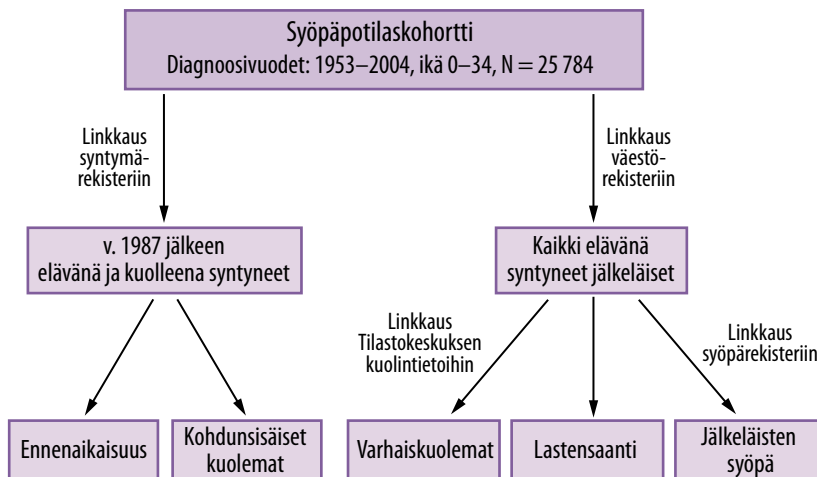 Syöpäpotilaskohortti
Diagnoosivuodet: 1953–2004, ikä 0–34, N = 25 784
Linkkaus
syntymä-
rekisteriin
Linkkaus
väestö-
rekisteriin
v. 1987 jälkeen
elävänä ja kuolleena syntyneet
Kaikki elävänä
syntyneet jälkeläiset
Linkkaus
Tilastokeskuksen
kuolintietoihin
Linkkaus
syöpärekisteriin
Ennenaikaisuus
Kohdunsisäiset
kuolemat
Varhaiskuolemat
Lastensaanti
Jälkeläisten
syöpä